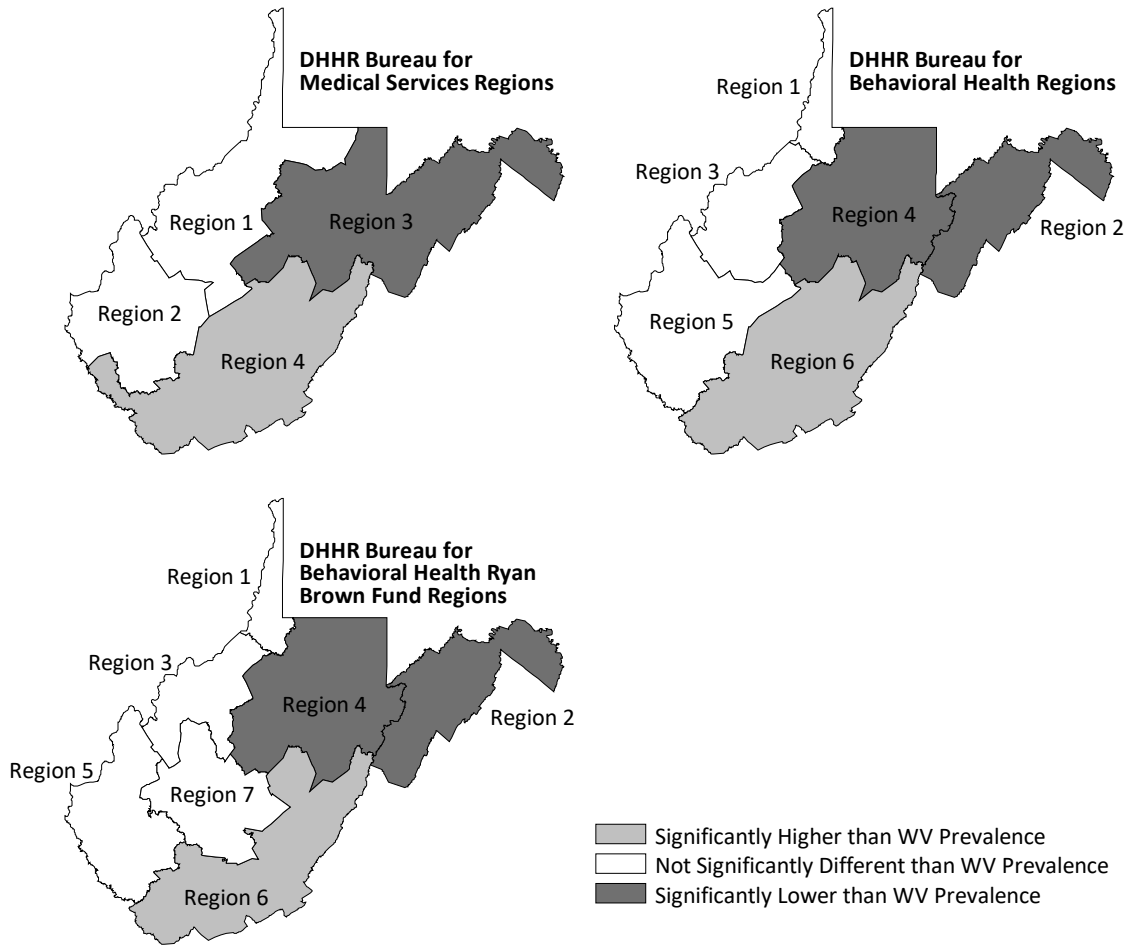 DHHR Bureau for
Medical Services Regions
Region 1
Region 3
Region 2
Region 4
DHHR Bureau for
Behavioral Health Regions
Region 1
Region 3
Region 4
Region 2
Region 5
Region 6
DHHR Bureau for
Behavioral Health Ryan
Brown Fund Regions
Region 1
Region 3
Region 4
Region 2
Region 5
Region 7
Region 6
Significantly Higher than WV Prevalence
Not Significantly Different than WV Prevalence
Significantly Lower than WV Prevalence